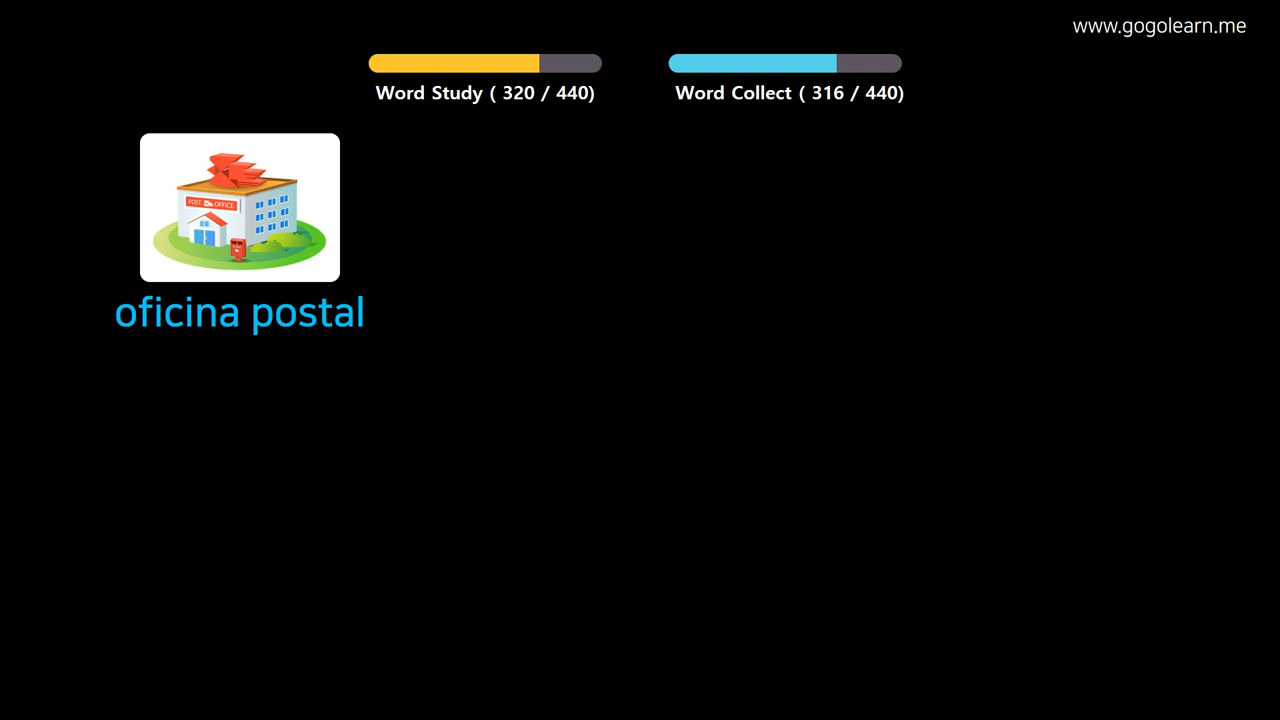 www.gogolearn.me
Word Study ( 320 / 440)
Word Collect ( 316 / 440)
POST OFFICE
oficina postal